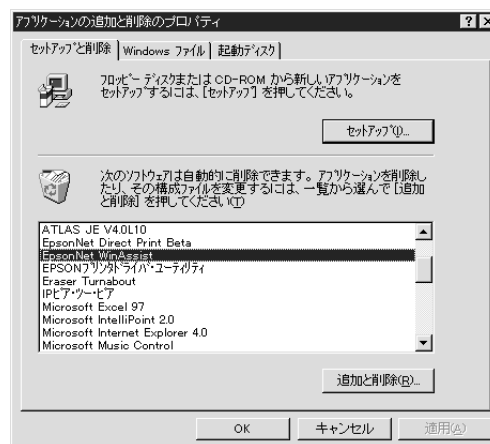 アプリケーションの追加と削除のプロパティ
セットアップと削除 Windows ファイル 起動ディスク
フロッピー ディスクまたは CD-ROM から新しいアプリケーションを
セットアップするには、[セットアップ] を押してください。
セットアップ(I)...
次のソフトウェアは自動的に削除できます。アプリケーションを削除し
たり、その構成ファイルを変更するには、一覧から選んで [追加
と削除] を押してください(T)
ATLAS JE V4.0L10
EpsonNet Direct Print Beta
EpsonNet WinAssist
EPSONプリンタドライバ・ユーティリティ
Eraser Turnabout
IPピア・ツー・ピア
Microsoft Excel 97
Microsoft IntelliPoint 2.0
Microsoft Internet Explorer 4.0
Microsoft Music Control
追加と削除(R)...
OK キャンセル 適用(A)